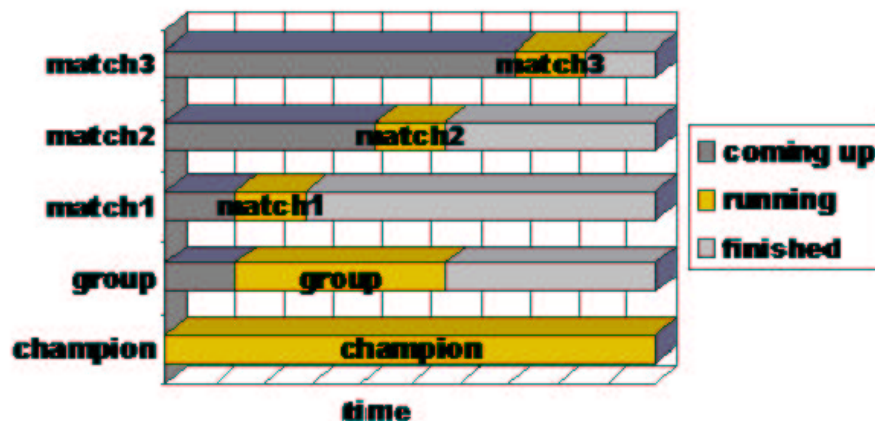 match3
match3
match2
match2
coming up
match1
match1
running
group
group
finished
champion
champion
time